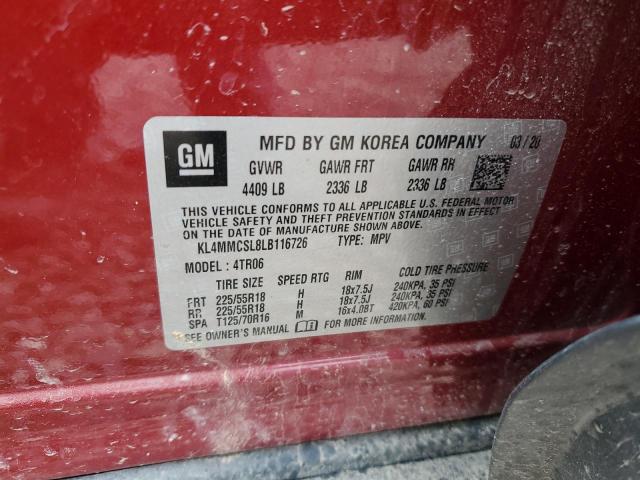 GM MFD BY GM KOREA COMPANY 03/20
GVWR GAWR FRT GAWR RR
4409 LB 2336 LB 2336 LB
THIS VEHICLE CONFORMS TO ALL APPLICABLE U.S. FEDERAL MOTOR
VEHICLE SAFETY AND THEFT PREVENTION STANDARDS IN EFFECT
ON THE DATE OF MANUFACTURE SHOWN ABOVE.
KL4MMCSL8LB116726 TYPE: MPV
MODEL : 4TR06
TIRE SIZE SPEED RTG RIM COLD TIRE PRESSURE
FRT 225/55R18 H 18x7.5J 240KPA, 35 PSI
RR 225/55R18 H 18x7.5J 240KPA, 35 PSI
SPA T125/70R16 M 16x4.0BT 420KPA, 60 PSI
SEE OWNER'S MANUAL FOR MORE INFORMATION.